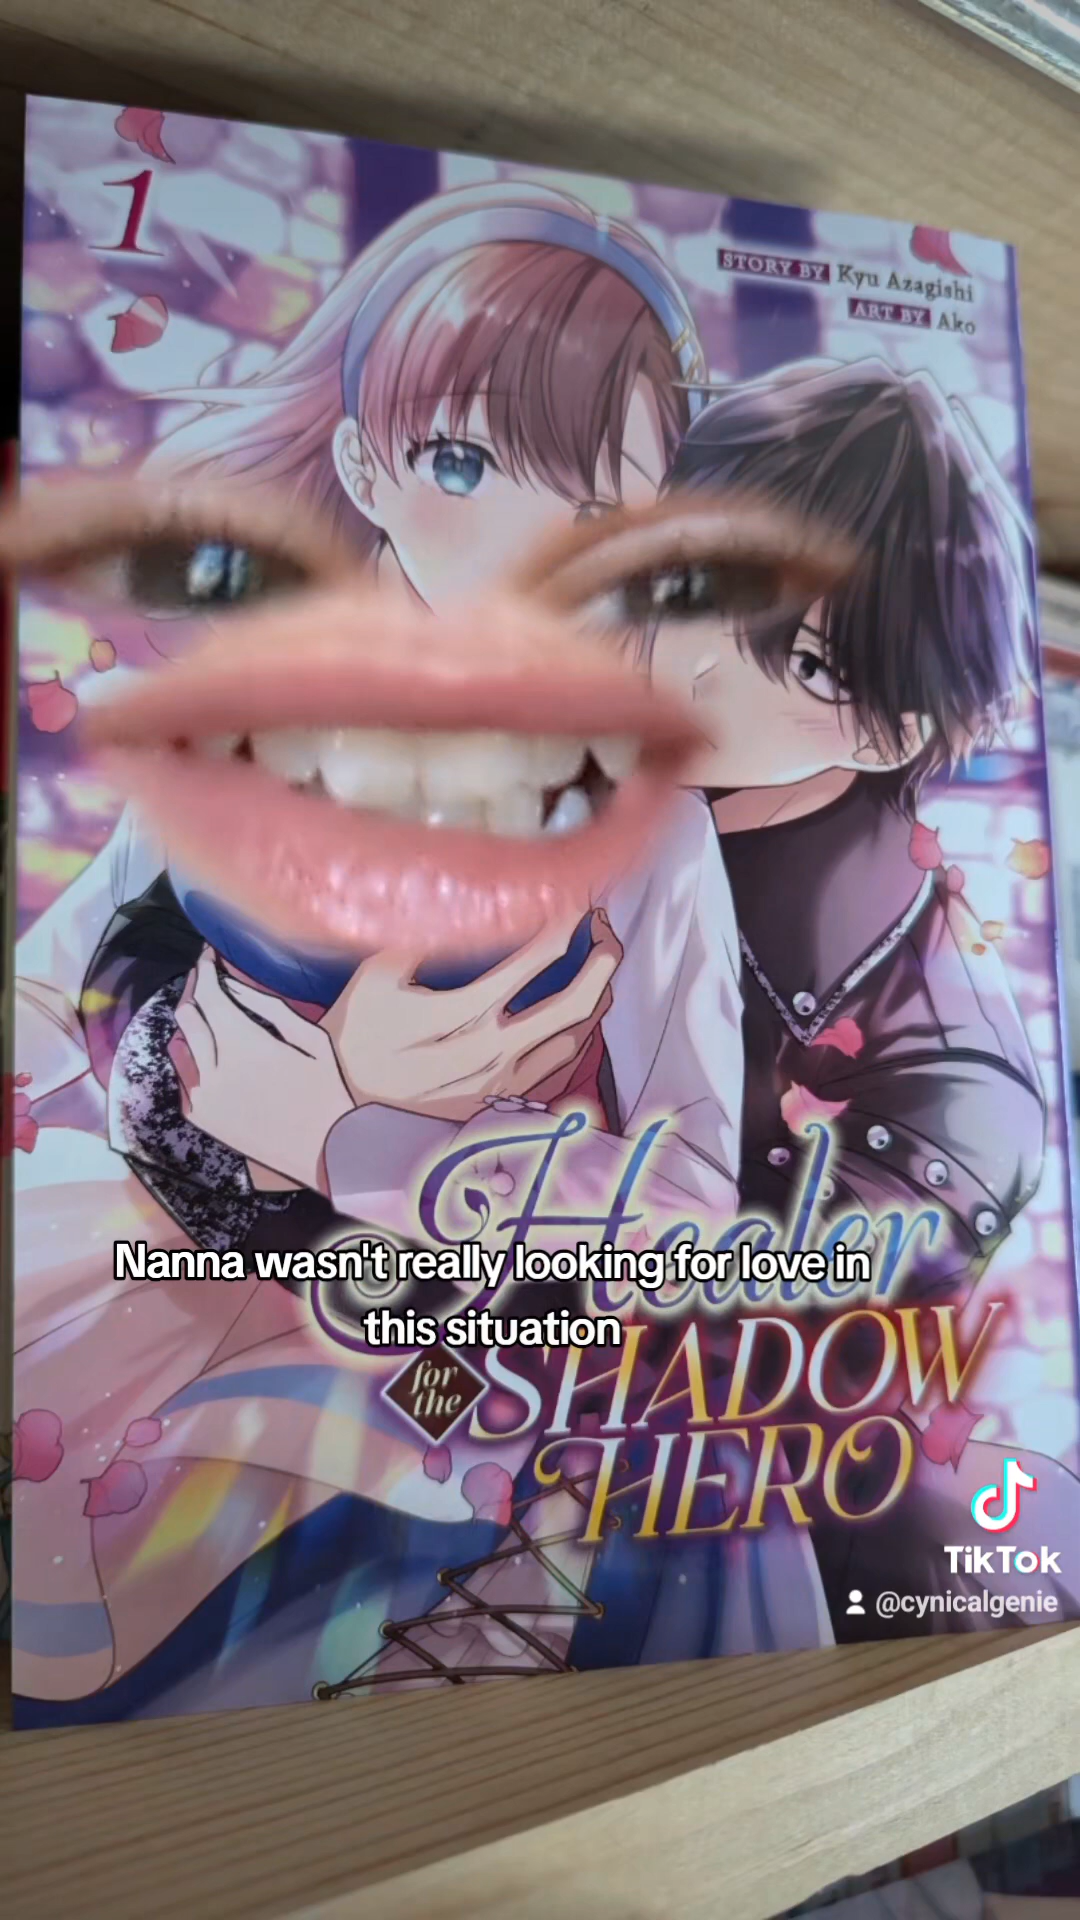 1
STORY BY Kyu Azagishi
ART BY Ako
Healer
for the
SHADOW
HERO
Nanna wasn't really looking for love in
this situation
TikTok
@cynicalgenie